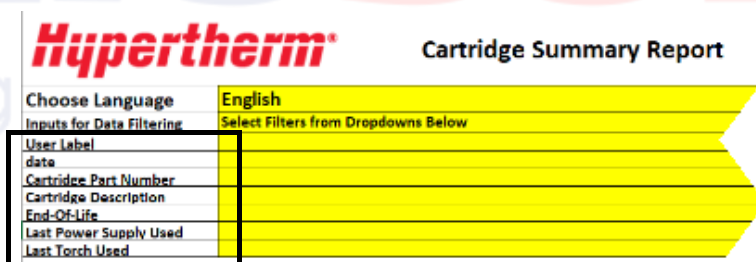 Hypertherm®
Cartridge Summary Report
Choose Language English
Inputs for Data Filtering Select Filters from Dropdowns Below
User Label
date
Cartridge Part Number
Cartridge Description
End-Of-Life
Last Power Supply Used
Last Torch Used